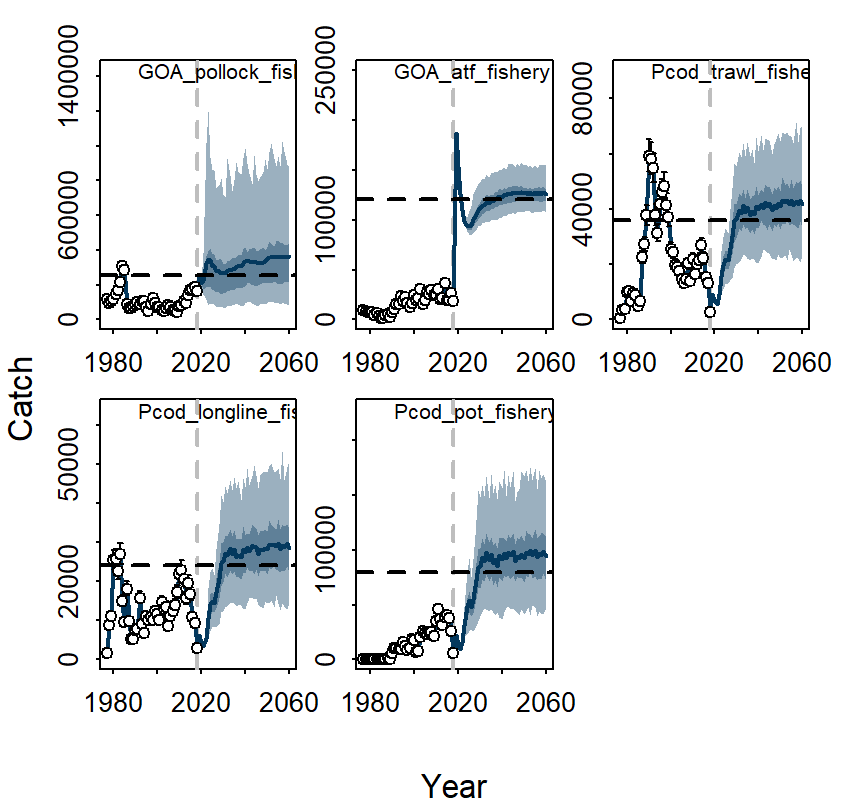 GOA_pollock_fish
GOA_atf_fishery
Pcod_trawl_fishe
1400000
600000
0
250000
100000
0
80000
40000
0
1980 2020 2060
1980 2020 2060
1980 2020 2060
Pcod_longline_fis
Pcod_pot_fishery
50000
20000
0
100000
0
1980 2020 2060
1980 2020 2060
Catch
Year